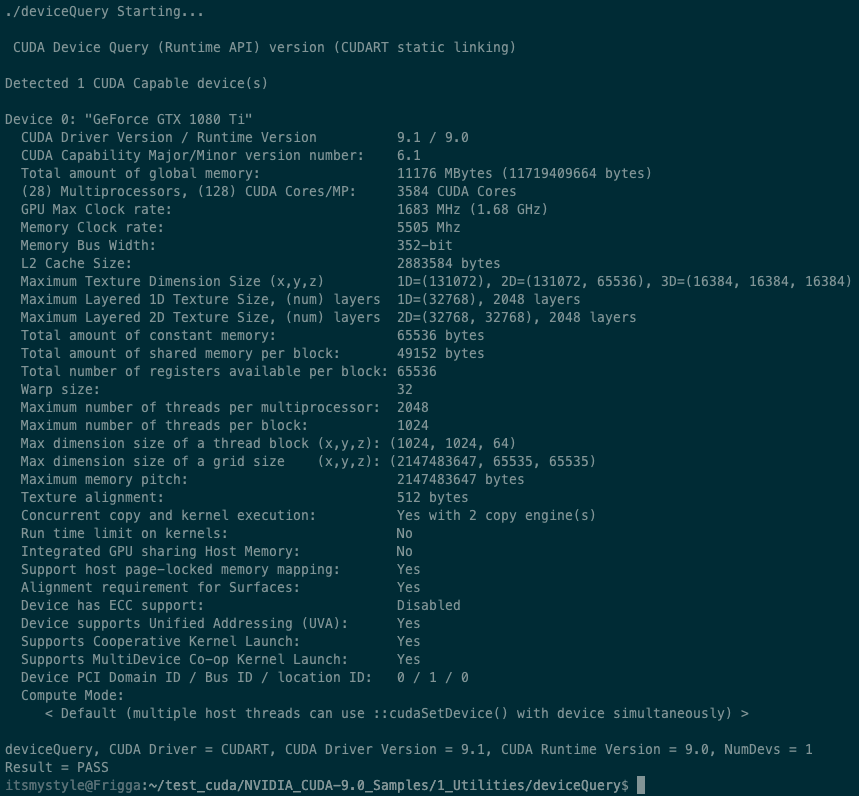 ./deviceQuery Starting...
CUDA Device Query (Runtime API) version (CUDART static linking)
Detected 1 CUDA Capable device(s)
Device 0: "GeForce GTX 1080 Ti"
CUDA Driver Version / Runtime Version 9.1 / 9.0
CUDA Capability Major/Minor version number: 6.1
Total amount of global memory: 11176 MBytes (11719409664 bytes)
(28) Multiprocessors, (128) CUDA Cores/MP: 3584 CUDA Cores
GPU Max Clock rate: 1683 MHz (1.68 GHz)
Memory Clock rate: 5505 Mhz
Memory Bus Width: 352-bit
L2 Cache Size: 2883584 bytes
Maximum Texture Dimension Size (x,y,z) 1D=(131072), 2D=(131072, 65536), 3D=(16384, 16384, 16384)
Maximum Layered 1D Texture Size, (num) layers 1D=(32768), 2048 layers
Maximum Layered 2D Texture Size, (num) layers 2D=(32768, 32768), 2048 layers
Total amount of constant memory: 65536 bytes
Total amount of shared memory per block: 49152 bytes
Total number of registers available per block: 65536
Warp size: 32
Maximum number of threads per multiprocessor: 2048
Maximum number of threads per block: 1024
Max dimension size of a thread block (x,y,z): (1024, 1024, 64)
Max dimension size of a grid size (x,y,z): (2147483647, 65535, 65535)
Maximum memory pitch: 2147483647 bytes
Texture alignment: 512 bytes
Concurrent copy and kernel execution: Yes with 2 copy engine(s)
Run time limit on kernels: No
Integrated GPU sharing Host Memory: No
Support host page-locked memory mapping: Yes
Alignment requirement for Surfaces: Yes
Device has ECC support: Disabled
Device supports Unified Addressing (UVA): Yes
Supports Cooperative Kernel Launch: Yes
Supports MultiDevice Co-op Kernel Launch: Yes
Device PCI Domain ID / Bus ID / location ID: 0 / 1 / 0
Compute Mode:
< Default (multiple host threads can use ::cudaSetDevice() with device simultaneously) >
deviceQuery, CUDA Driver = CUDART, CUDA Driver Version = 9.1, CUDA Runtime Version = 9.0, NumDevs = 1
Result = PASS
itsmystyle@Frigga:~/test_cuda/NVIDIA_CUDA-9.0_Samples/1_Utilities/deviceQuery$